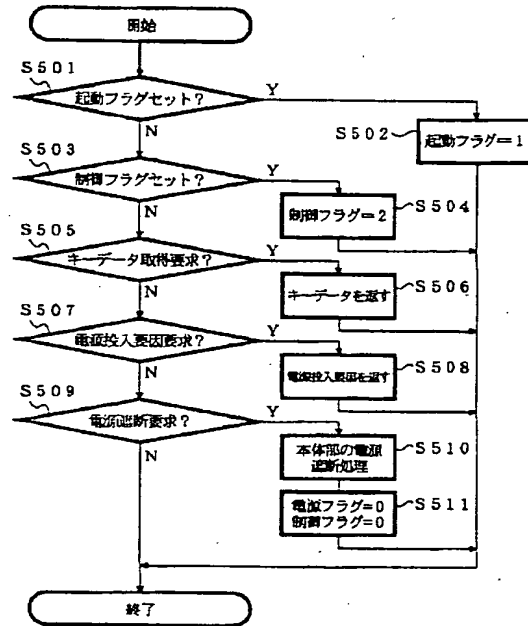 開始
S501
起動フラグセット？
Y
N
S502
起動フラグ＝1
S503
制御フラグセット？
Y
N
制御フラグ＝2
S504
S505
キーデータ取得要求？
Y
N
キーデータを返す
S506
S507
電源投入要因要求？
Y
N
電源投入要因を返す
S508
S509
電源遮断要求？
Y
N
本体部の電源
遮断処理
S510
電源フラグ=0
制御フラグ=0
S511
終了